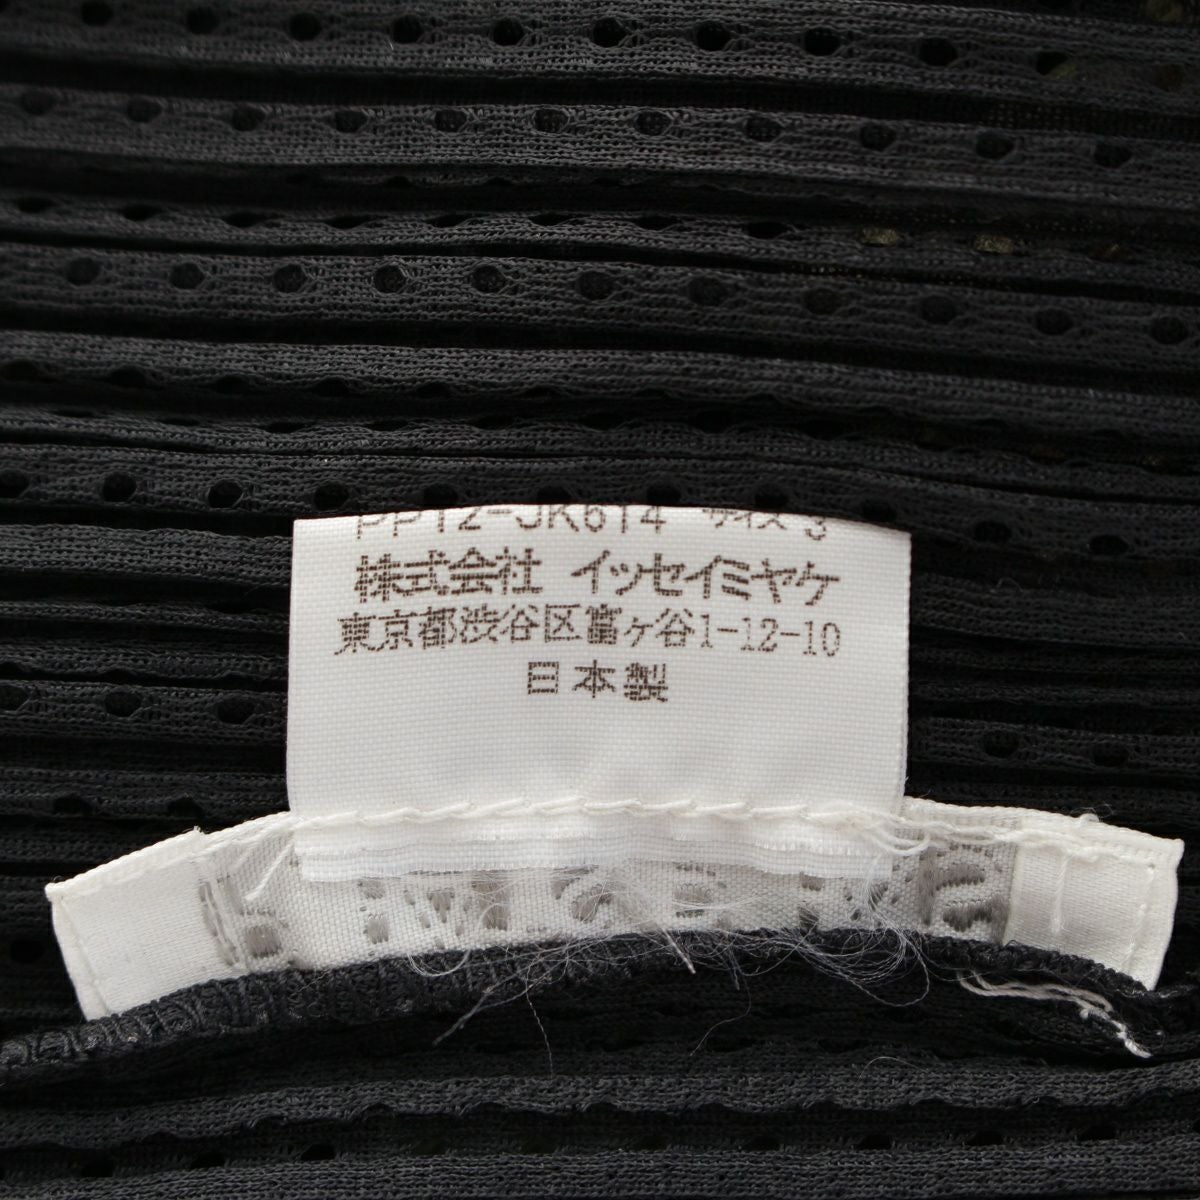 PP12-JK614 サイズ 3
株式会社 イッセイミヤケ
東京都渋谷区富ヶ谷1-12-10
日本製